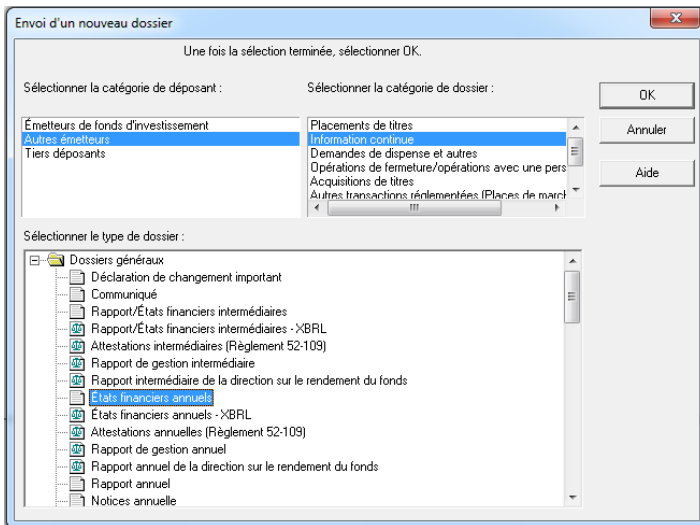 Envoi d'un nouveau dossier
Une fois la sélection terminée, sélectionner OK.
Sélectionner la catégorie de déposant :
Sélectionner la catégorie de dossier :
OK
Annuler
Aide
Émetteurs de fonds d'investissement
Autres émetteurs
Tiers déposants
Placements de titres
Information continue
Demandes de dispense et autres
Opérations de fermeture/opérations avec une pers
Acquisitions de titres
Autres transactions réglementées (Places de march
Sélectionner le type de dossier :
Dossiers généraux
Déclaration de changement important
Communiqué
Rapport/États financiers intermédiaires
Rapport/États financiers intermédiaires - XBRL
Attestations intermédiaires (Règlement 52-109)
Rapport de gestion intermédiaire
Rapport intermédiaire de la direction sur le rendement du fonds
États financiers annuels
États financiers annuels - XBRL
Attestations annuelles (Règlement 52-109)
Rapport de gestion annuel
Rapport annuel de la direction sur le rendement du fonds
Rapport annuel
Notices annuelle